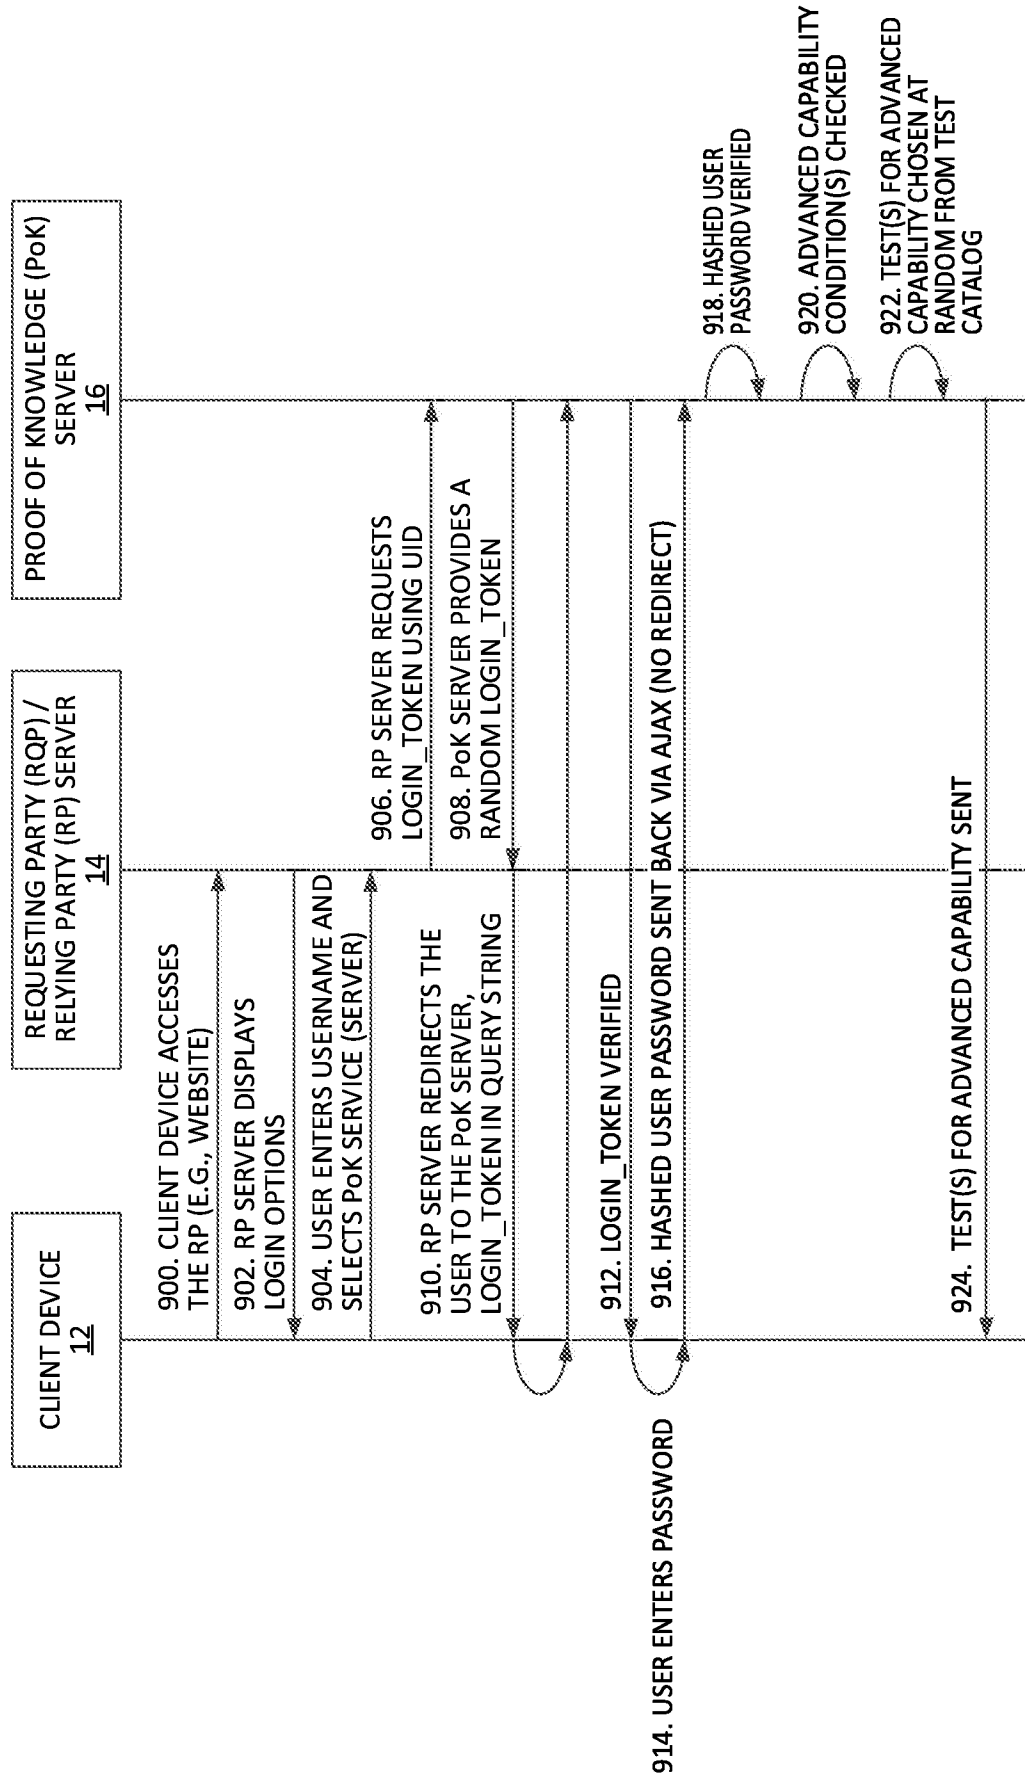 CLIENT DEVICE
12
REQUESTING PARTY (RQP) /
RELYING PARTY (RP) SERVER
14
PROOF OF KNOWLEDGE (PoK)
SERVER
16
900. CLIENT DEVICE ACCESSES
THE RP (E.G., WEBSITE)
902. RP SERVER DISPLAYS
LOGIN OPTIONS
904. USER ENTERS USERNAME AND
SELECTS PoK SERVICE (SERVER)
906. RP SERVER REQUESTS
LOGIN_TOKEN USING UID
908. PoK SERVER PROVIDES A
RANDOM LOGIN_TOKEN
910. RP SERVER REDIRECTS THE
USER TO THE PoK SERVER,
LOGIN_TOKEN IN QUERY STRING
912. LOGIN_TOKEN VERIFIED
914. USER ENTERS PASSWORD
916. HASHED USER PASSWORD SENT BACK VIA AJAX (NO REDIRECT)
918. HASHED USER
PASSWORD VERIFIED
920. ADVANCED CAPABILITY
CONDITION(S) CHECKED
922. TEST(S) FOR ADVANCED
CAPABILITY CHOSEN AT
RANDOM FROM TEST
CATALOG
924. TEST(S) FOR ADVANCED CAPABILITY SENT